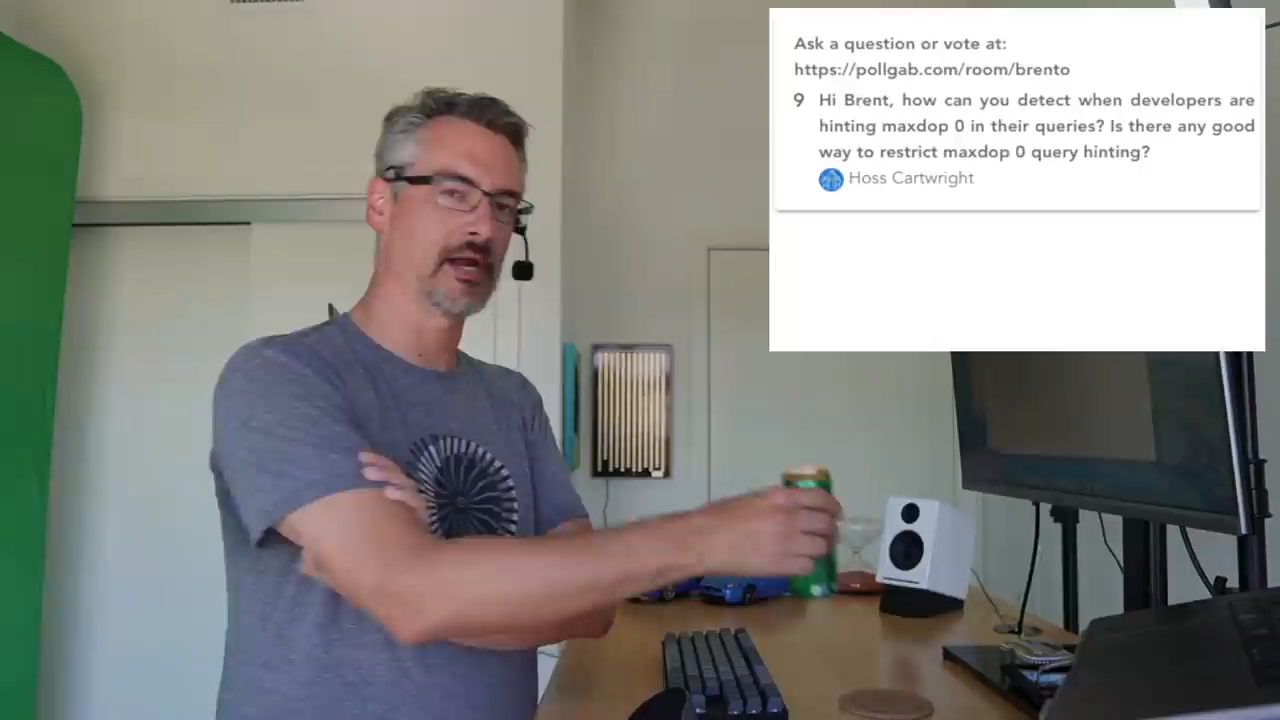 Ask a question or vote at:
https://pollgab.com/room/brento
9 Hi Brent, how can you detect when developers are
hinting maxdop 0 in their queries? Is there any good
way to restrict maxdop 0 query hinting?
Hoss Cartwright